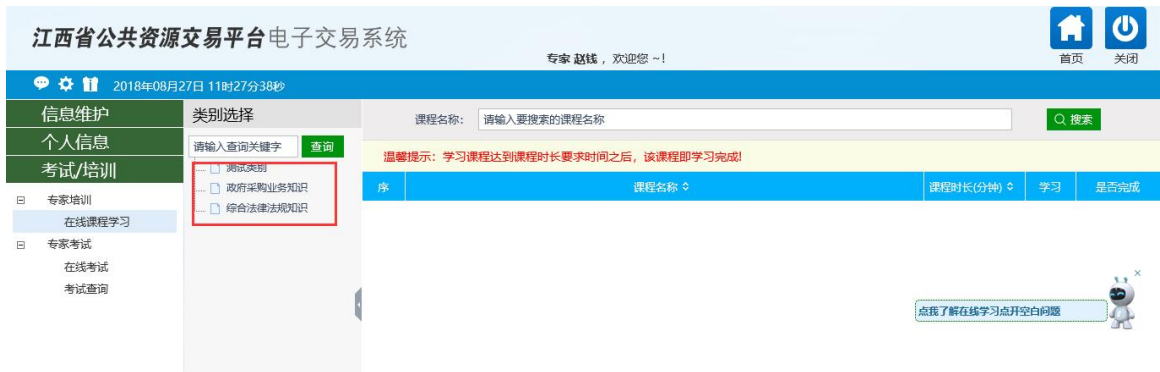 江西省公共资源交易平台电子交易系统
专家 赵钱 ，欢迎您 ~!
首页
关闭
2018年08月27日 11时27分38秒
信息维护
个人信息
考试/培训
专家培训
在线课程学习
专家考试
在线考试
考试查询
类别选择
请输入查询关键字 查询
测试类别
政府采购业务知识
综合法律法规知识
课程名称: 请输入要搜索的课程名称 搜索
温馨提示：学习课程达到课程时长要求时间之后，该课程即学习完成!
序 课程名称 课程时长(分钟) 学习 是否完成
点我了解在线学习点开空白问题